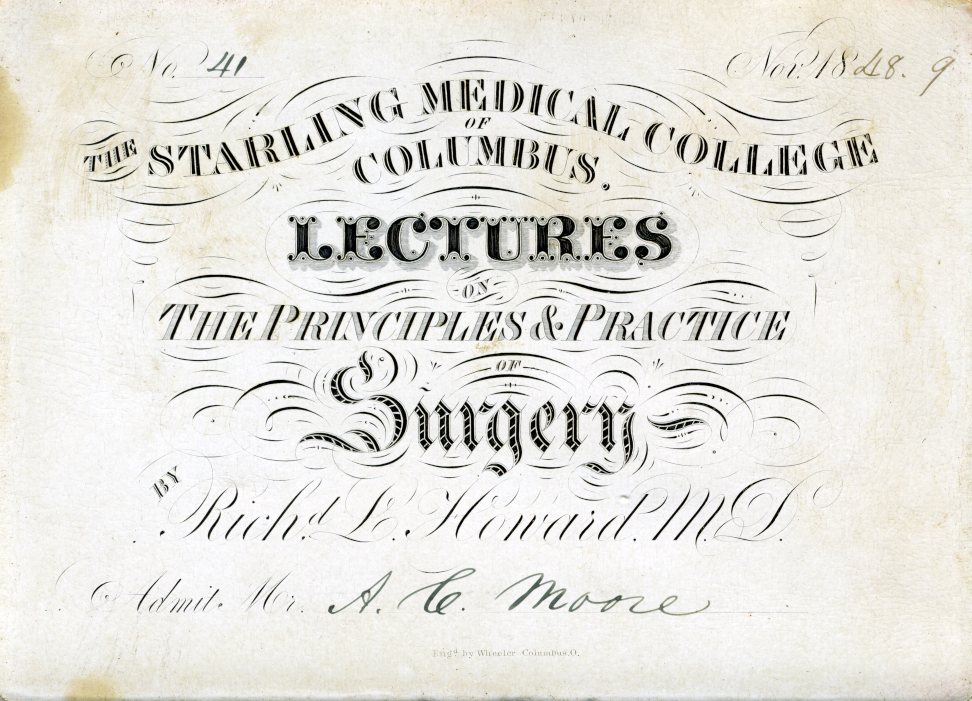 No. 41 Nov. 1848. 9
THE STARLING MEDICAL COLLEGE
OF
COLUMBUS.
LECTURES
ON
THE PRINCIPLES & PRACTICE
OF
Surgery
BY
Richd. L. Howard. M.D.
Admit Mr. A. C. Moore
Engd. by Wheeler Columbus, O.